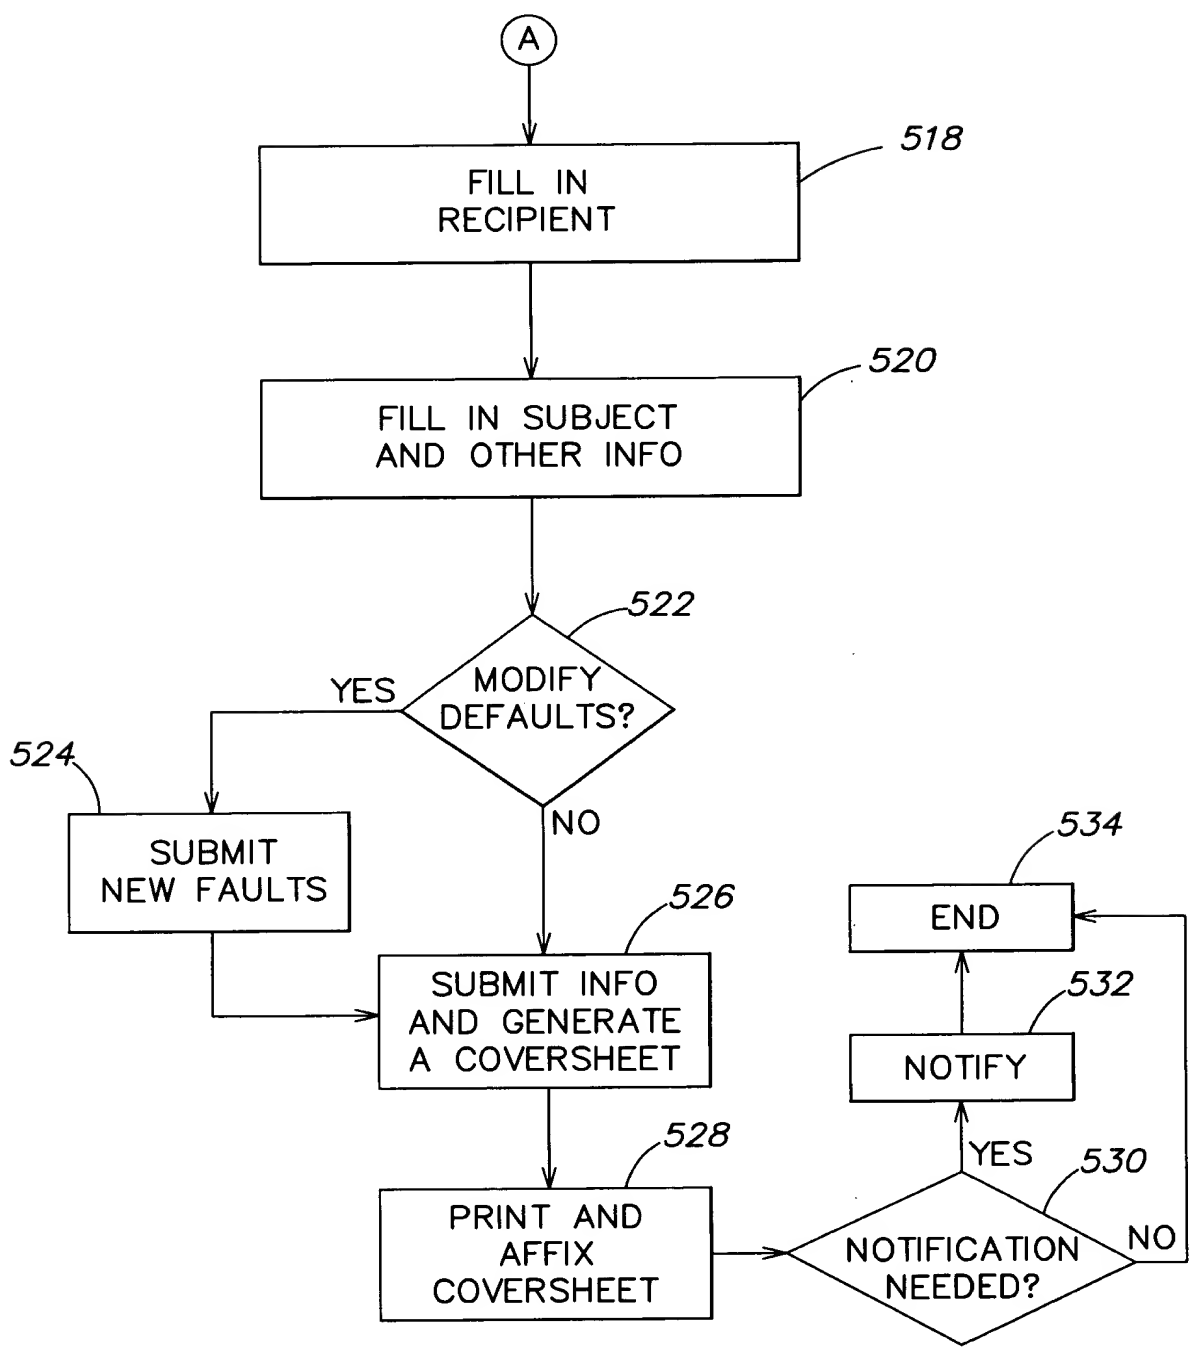 A
518
FILL IN
RECIPIENT
520
FILL IN SUBJECT
AND OTHER INFO
522
MODIFY
DEFAULTS?
YES
NO
524
SUBMIT
NEW FAULTS
526
SUBMIT INFO
AND GENERATE
A COVERSHEET
528
PRINT AND
AFFIX
COVERSHEET
530
NOTIFICATION
NEEDED?
YES
NO
532
NOTIFY
534
END